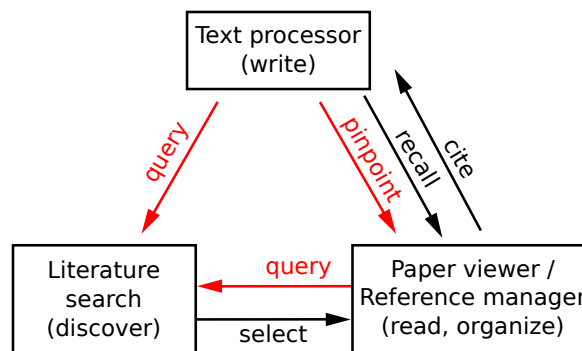 Text processor
(write)
query
pinpoint
recall
cite
Literature
search
(discover)
query
select
Paper viewer /
Reference manager
(read, organize)